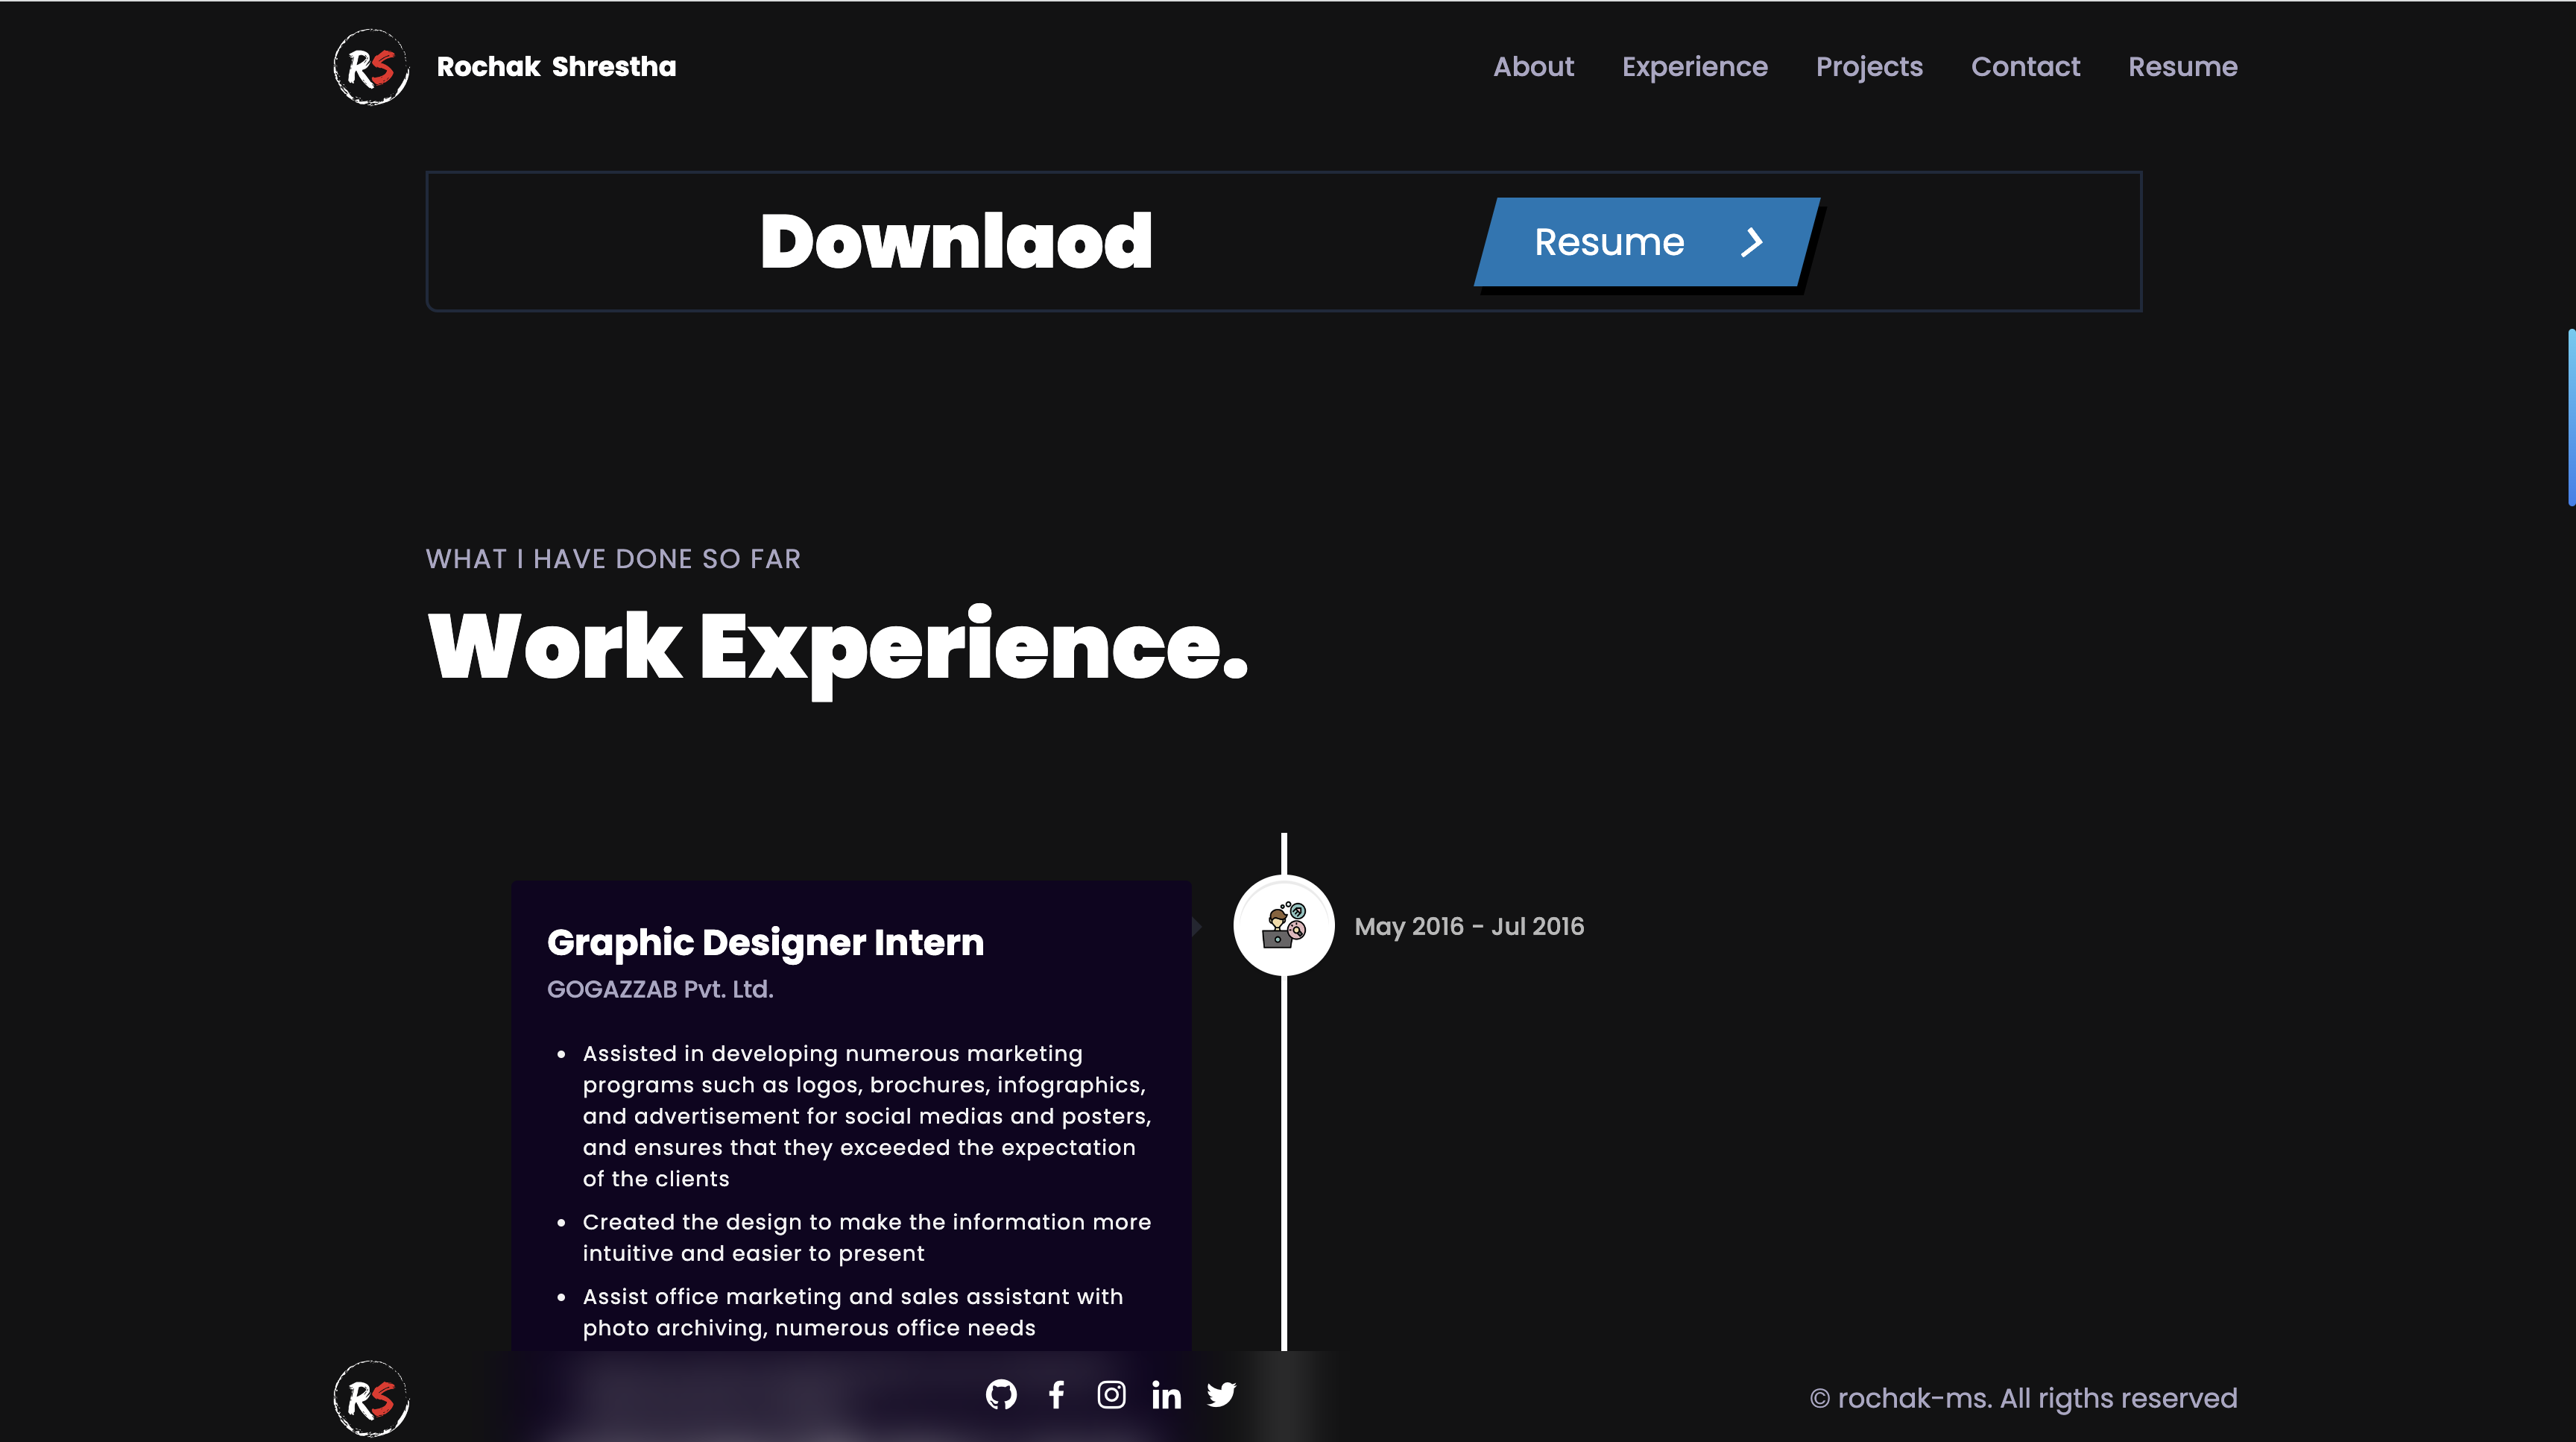 RS Rochak Shrestha About Experience Projects Contact Resume
Downlaod Resume
WHAT I HAVE DONE SO FAR
Work Experience.
Graphic Designer Intern
GOGAZZAB Pvt. Ltd.
May 2016 - Jul 2016
• Assisted in developing numerous marketing
programs such as logos, brochures, infographics,
and advertisement for social medias and posters,
and ensures that they exceeded the expectation
of the clients
• Created the design to make the information more
intuitive and easier to present
• Assist office marketing and sales assistant with
photo archiving, numerous office needs
RS © rochak-ms. All rigths reserved